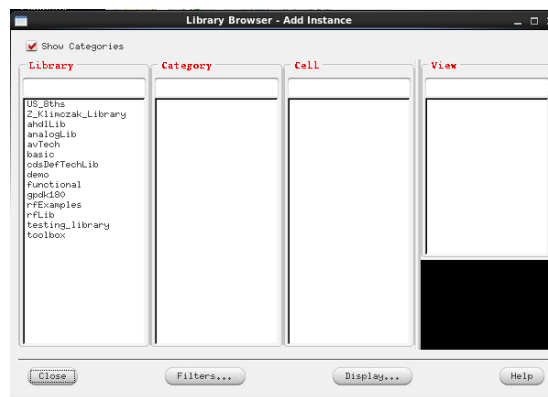 Library Browser - Add Instance
Show Categories
Library
Category
Cell
View
US_8ths
Z_Klimczak_Library
ahdlLib
analogLib
avTech
basic
cdsDefTechLib
demo
functional
gpdk180
rfExamples
rfLib
testing_library
toolbox
Close
Filters...
Display...
Help